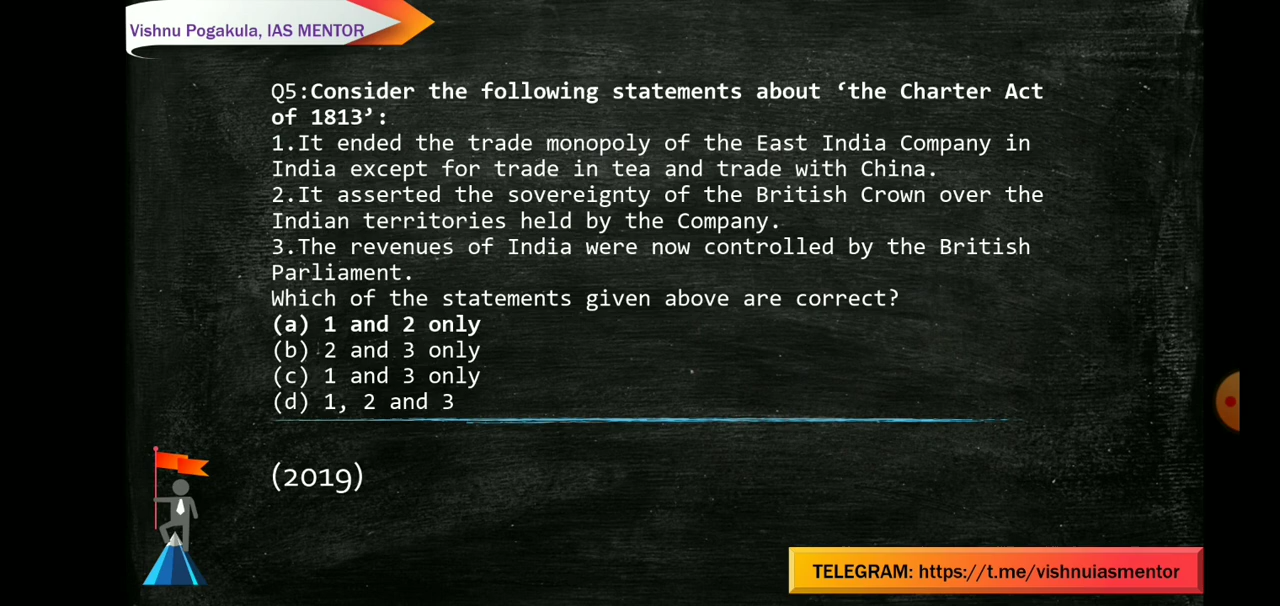 Vishnu Pogakula, IAS MENTOR
Q5:Consider the following statements about ‘the Charter Act
of 1813’:
1.It ended the trade monopoly of the East India Company in
India except for trade in tea and trade with China.
2.It asserted the sovereignty of the British Crown over the
Indian territories held by the Company.
3.The revenues of India were now controlled by the British
Parliament.
Which of the statements given above are correct?
(a) 1 and 2 only
(b) 2 and 3 only
(c) 1 and 3 only
(d) 1, 2 and 3
(2019)
TELEGRAM: https://t.me/vishnuiasmentor